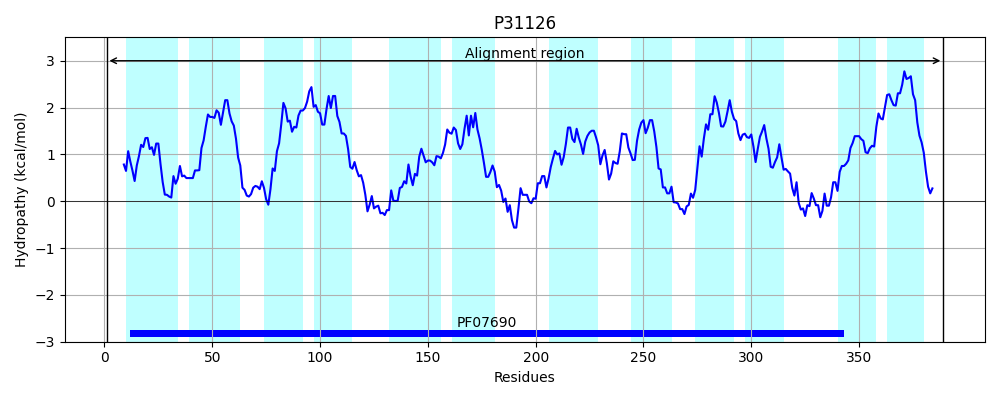 P31126
Alignment region
3
2
1
0
−1
−2
−3
Hydropathy (kcal/mol)
PF07690
0 50 100 150 200 250 300 350
Residues